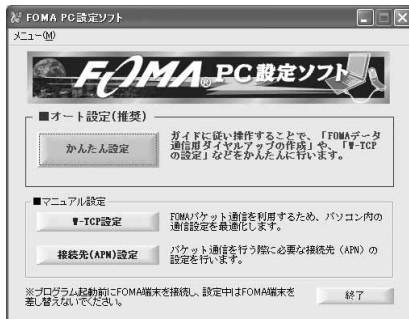 FOMA PC設定ソフト
メニュー(M)
FOMA® PC設定ソフト
■オート設定(推奨)
かんたん設定
ガイドに従い操作することで、「FOMAデータ
通信用ダイヤルアップの作成」や、「W-TCP
の設定」などをかんたんに行います。
■マニュアル設定
W-TCP設定
FOMAパケット通信を利用するため、パソコン内の
通信設定を最適化します。
接続先(APN)設定
パケット通信を行う際に必要な接続先（APN）の
設定を行います。
※プログラム起動前にFOMA端末を接続し、設定中はFOMA端末を
差し替えないでください。
終了